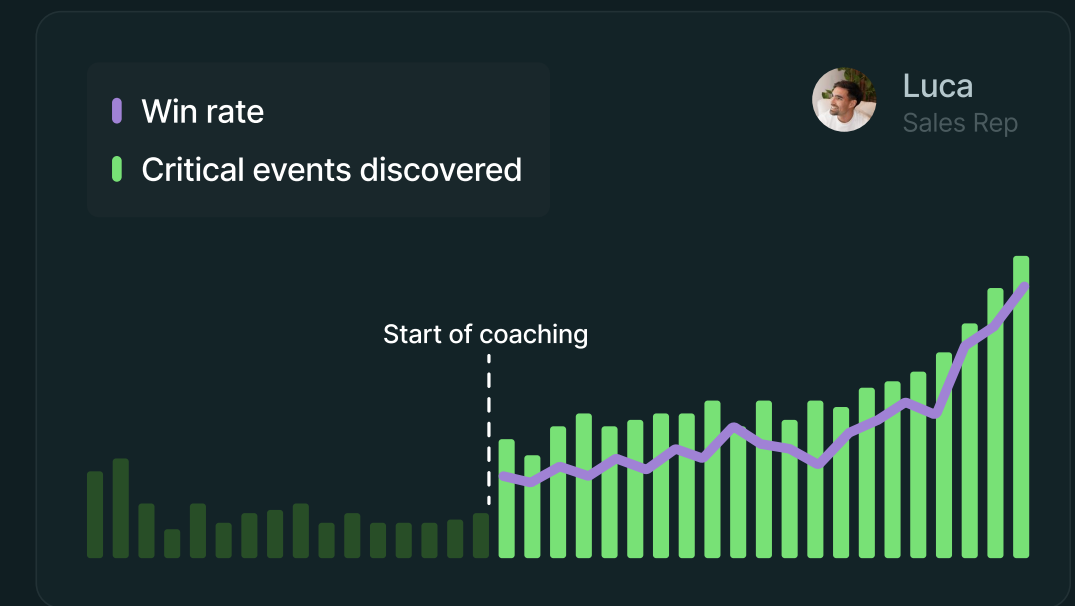 Win rate
Critical events discovered
Luca
Sales Rep
Start of coaching